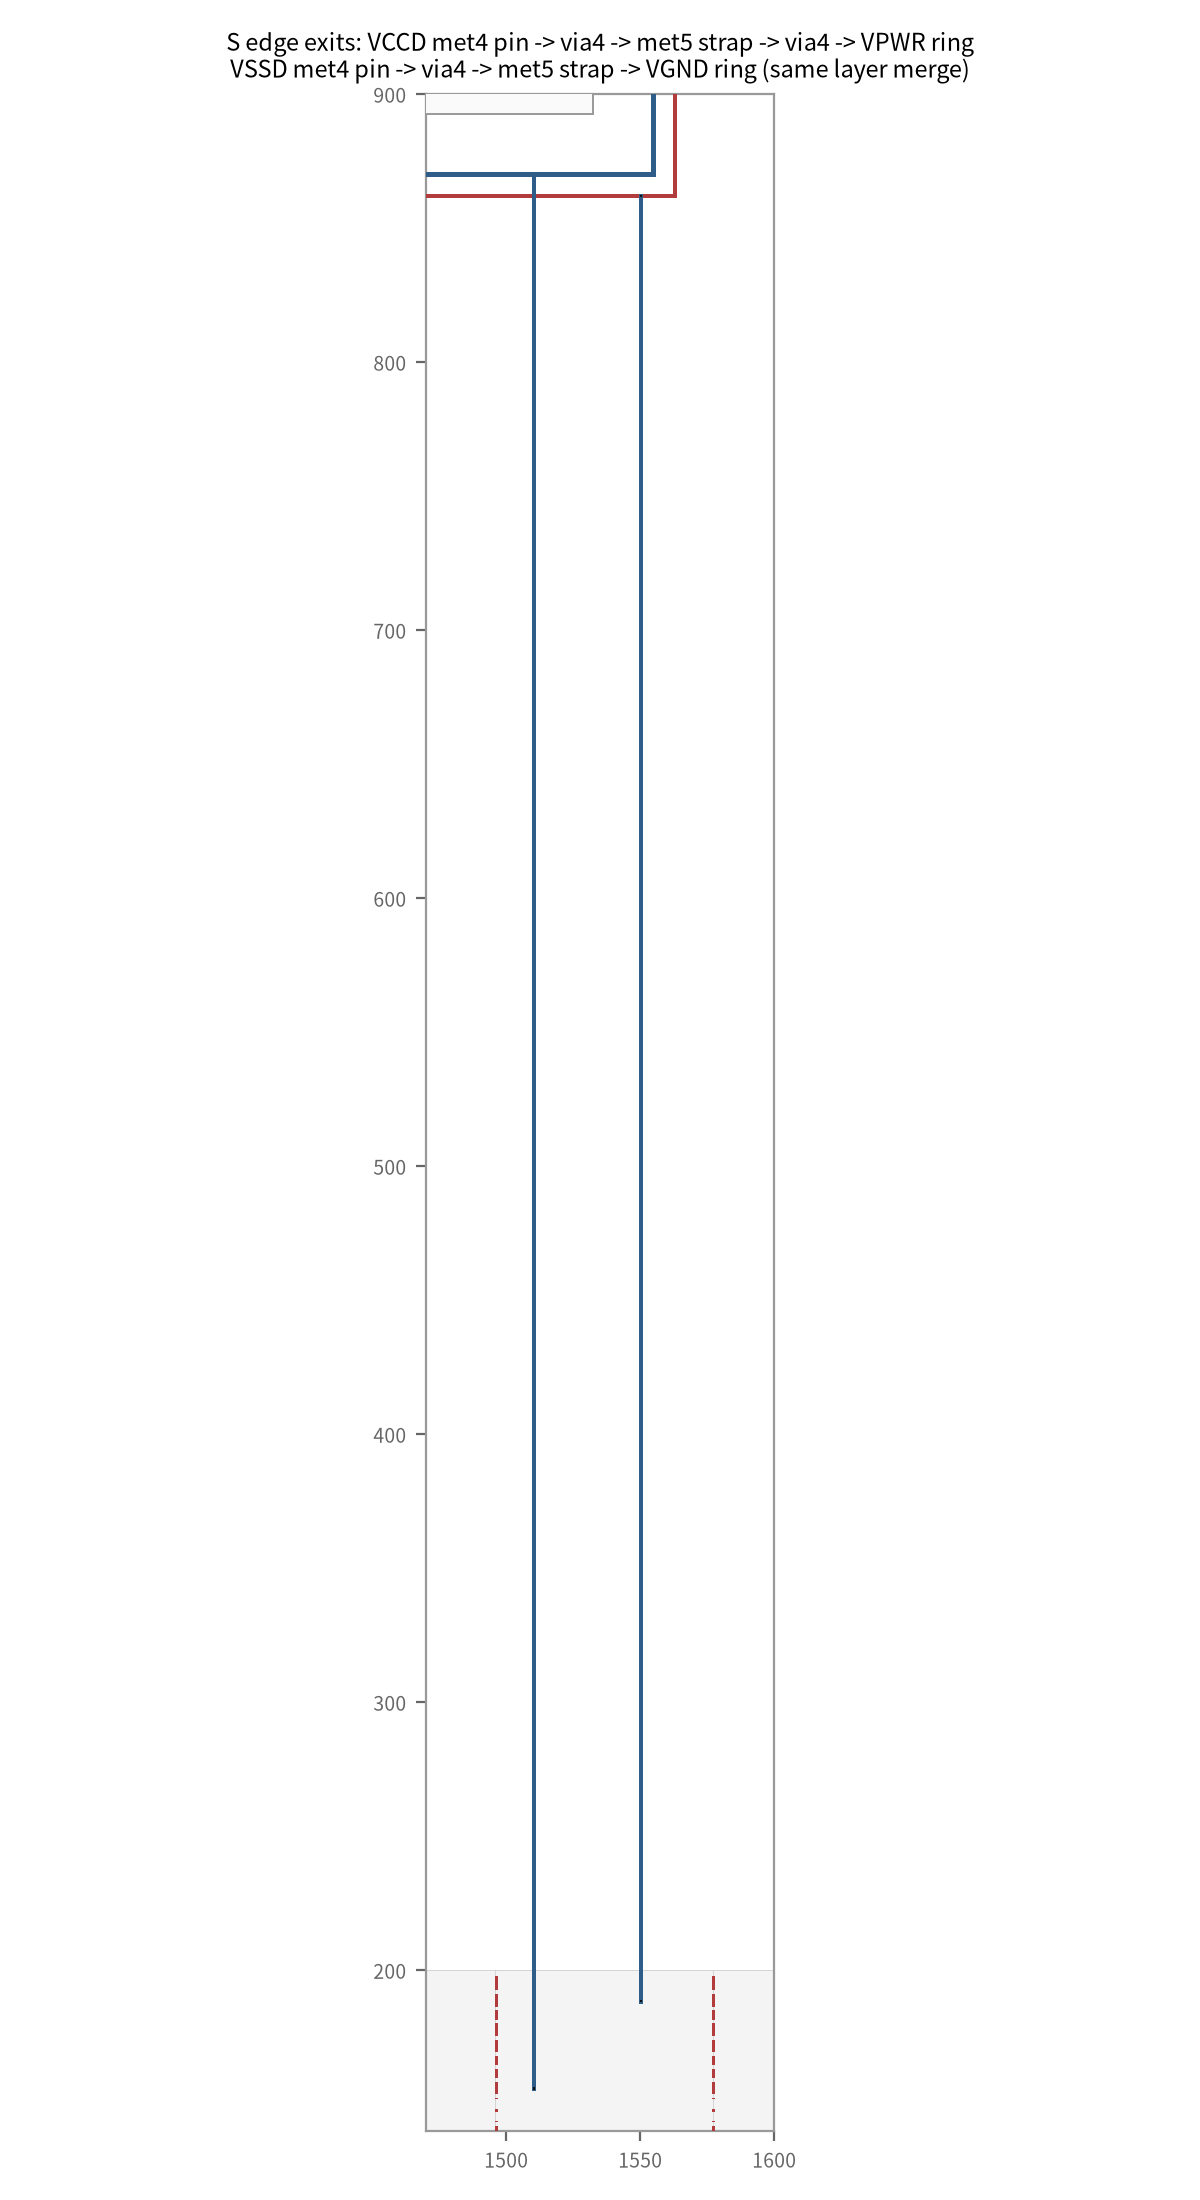 S edge exits: VCCD met4 pin -> via4 -> met5 strap -> via4 -> VPWR ring
VSSD met4 pin -> via4 -> met5 strap -> VGND ring (same layer merge)
900
800
700
600
500
400
300
200
1500 1550 1600